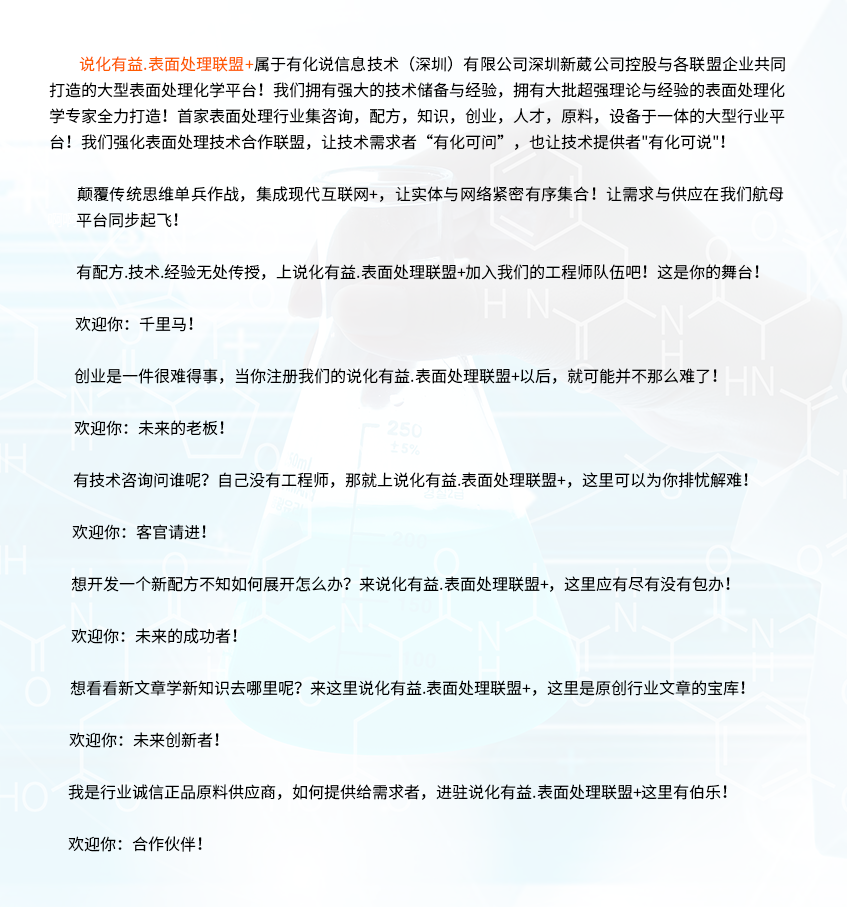 说化有益.表面处理联盟+属于有化说信息技术（深圳）有限公司深圳新葳公司控股与各联盟企业共同
打造的大型表面处理化学平台！我们拥有强大的技术储备与经验，拥有大批超强理论与经验的表面处理化
学专家全力打造！首家表面处理行业集咨询，配方，知识，创业，人才，原料，设备于一体的大型行业平
台！我们强化表面处理技术合作联盟，让技术需求者“有化可问”，也让技术提供者"有化可说"！
颠覆传统思维单兵作战，集成现代互联网+，让实体与网络紧密有序集合！让需求与供应在我们航母
平台同步起飞！
有配方.技术.经验无处传授，上说化有益.表面处理联盟+加入我们的工程师队伍吧！这是你的舞台！
欢迎你：千里马！
创业是一件很难得事，当你注册我们的说化有益.表面处理联盟+以后，就可能并不那么难了！
欢迎你：未来的老板！
有技术咨询问谁呢？自己没有工程师，那就上说化有益.表面处理联盟+，这里可以为你排忧解难！
欢迎你：客官请进！
想开发一个新配方不知如何展开怎么办？来说化有益.表面处理联盟+，这里应有尽有没有包办！
欢迎你：未来的成功者！
想看看新文章学新知识去哪里呢？来这里说化有益.表面处理联盟+，这里是原创行业文章的宝库！
欢迎你：未来创新者！
我是行业诚信正品原料供应商，如何提供给需求者，进驻说化有益.表面处理联盟+这里有伯乐！
欢迎你：合作伙伴！